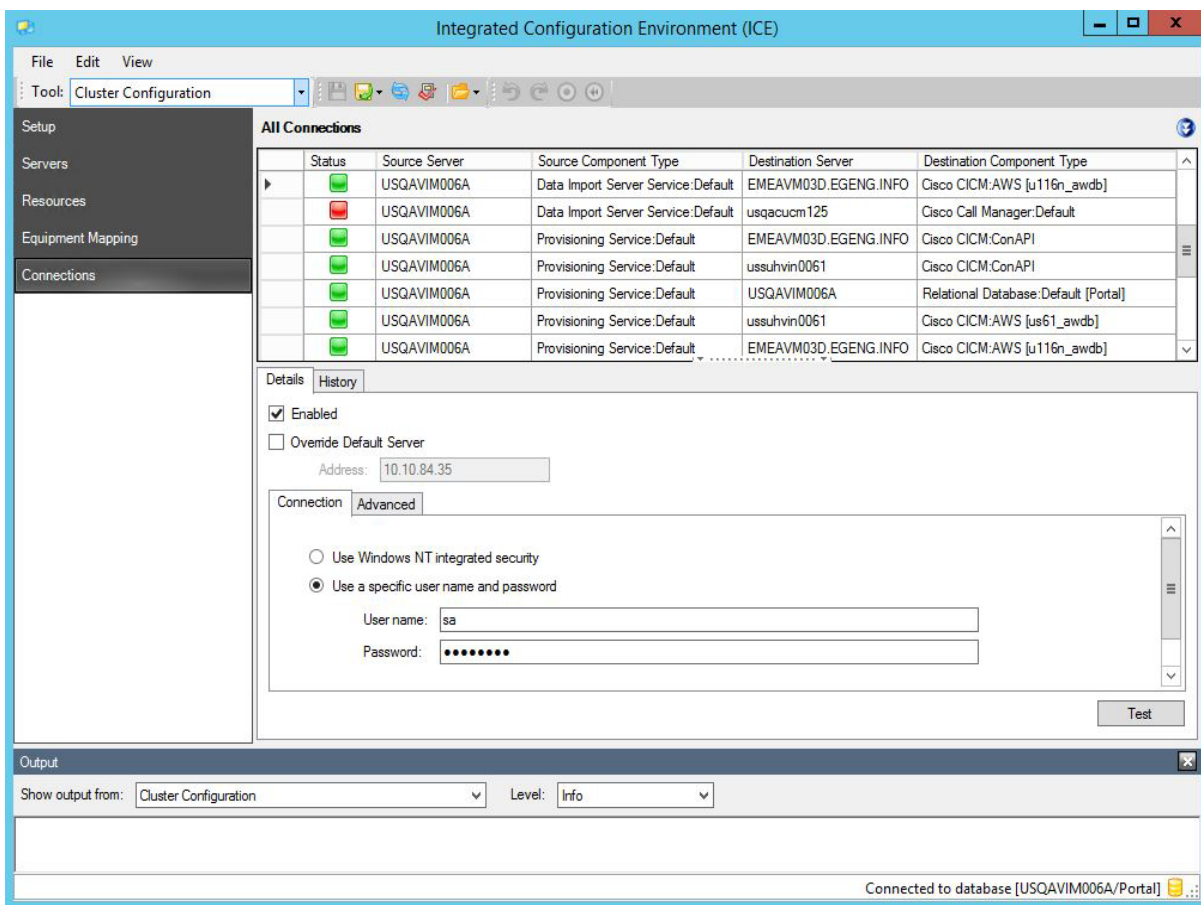 Integrated Configuration Environment (ICE)
File Edit View
Tool: Cluster Configuration
Setup
Servers
Resources
Equipment Mapping
Connections
All Connections
Status Source Server Source Component Type Destination Server Destination Component Type
USQAVIM006A Data Import Server Service:Default EMEAVM03D.EGENG.INFO Cisco CICM:AWS [u116n_awdb]
USQAVIM006A Data Import Server Service:Default usqacucm125 Cisco Call Manager:Default
USQAVIM006A Provisioning Service:Default EMEAVM03D.EGENG.INFO Cisco CICM:ConAPI
USQAVIM006A Provisioning Service:Default ussuhvin0061 Cisco CICM:ConAPI
USQAVIM006A Provisioning Service:Default USQAVIM006A Relational Database:Default [Portal]
USQAVIM006A Provisioning Service:Default ussuhvin0061 Cisco CICM:AWS [us61_awdb]
USQAVIM006A Provisioning Service:Default EMEAVM03D.EGENG.INFO Cisco CICM:AWS [u116n_awdb]
Details History
Enabled
Override Default Server
Address: 10.10.84.35
Connection Advanced
Use Windows NT integrated security
Use a specific user name and password
User name: sa
Password: ••••••••
Test
Output
Show output from: Cluster Configuration Level: Info
Connected to database [USQAVIM006A/Portal]